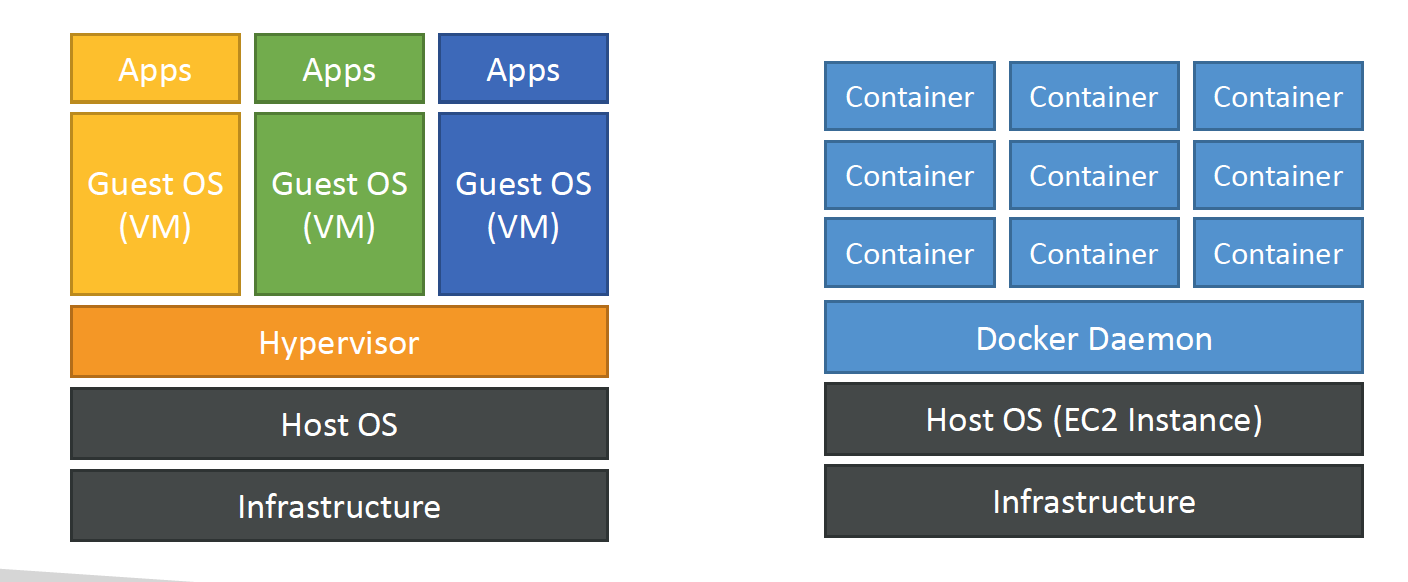 Apps
Apps
Apps
Guest OS
(VM)
Guest OS
(VM)
Guest OS
(VM)
Hypervisor
Host OS
Infrastructure
Container
Container
Container
Container
Container
Container
Container
Container
Container
Docker Daemon
Host OS (EC2 Instance)
Infrastructure